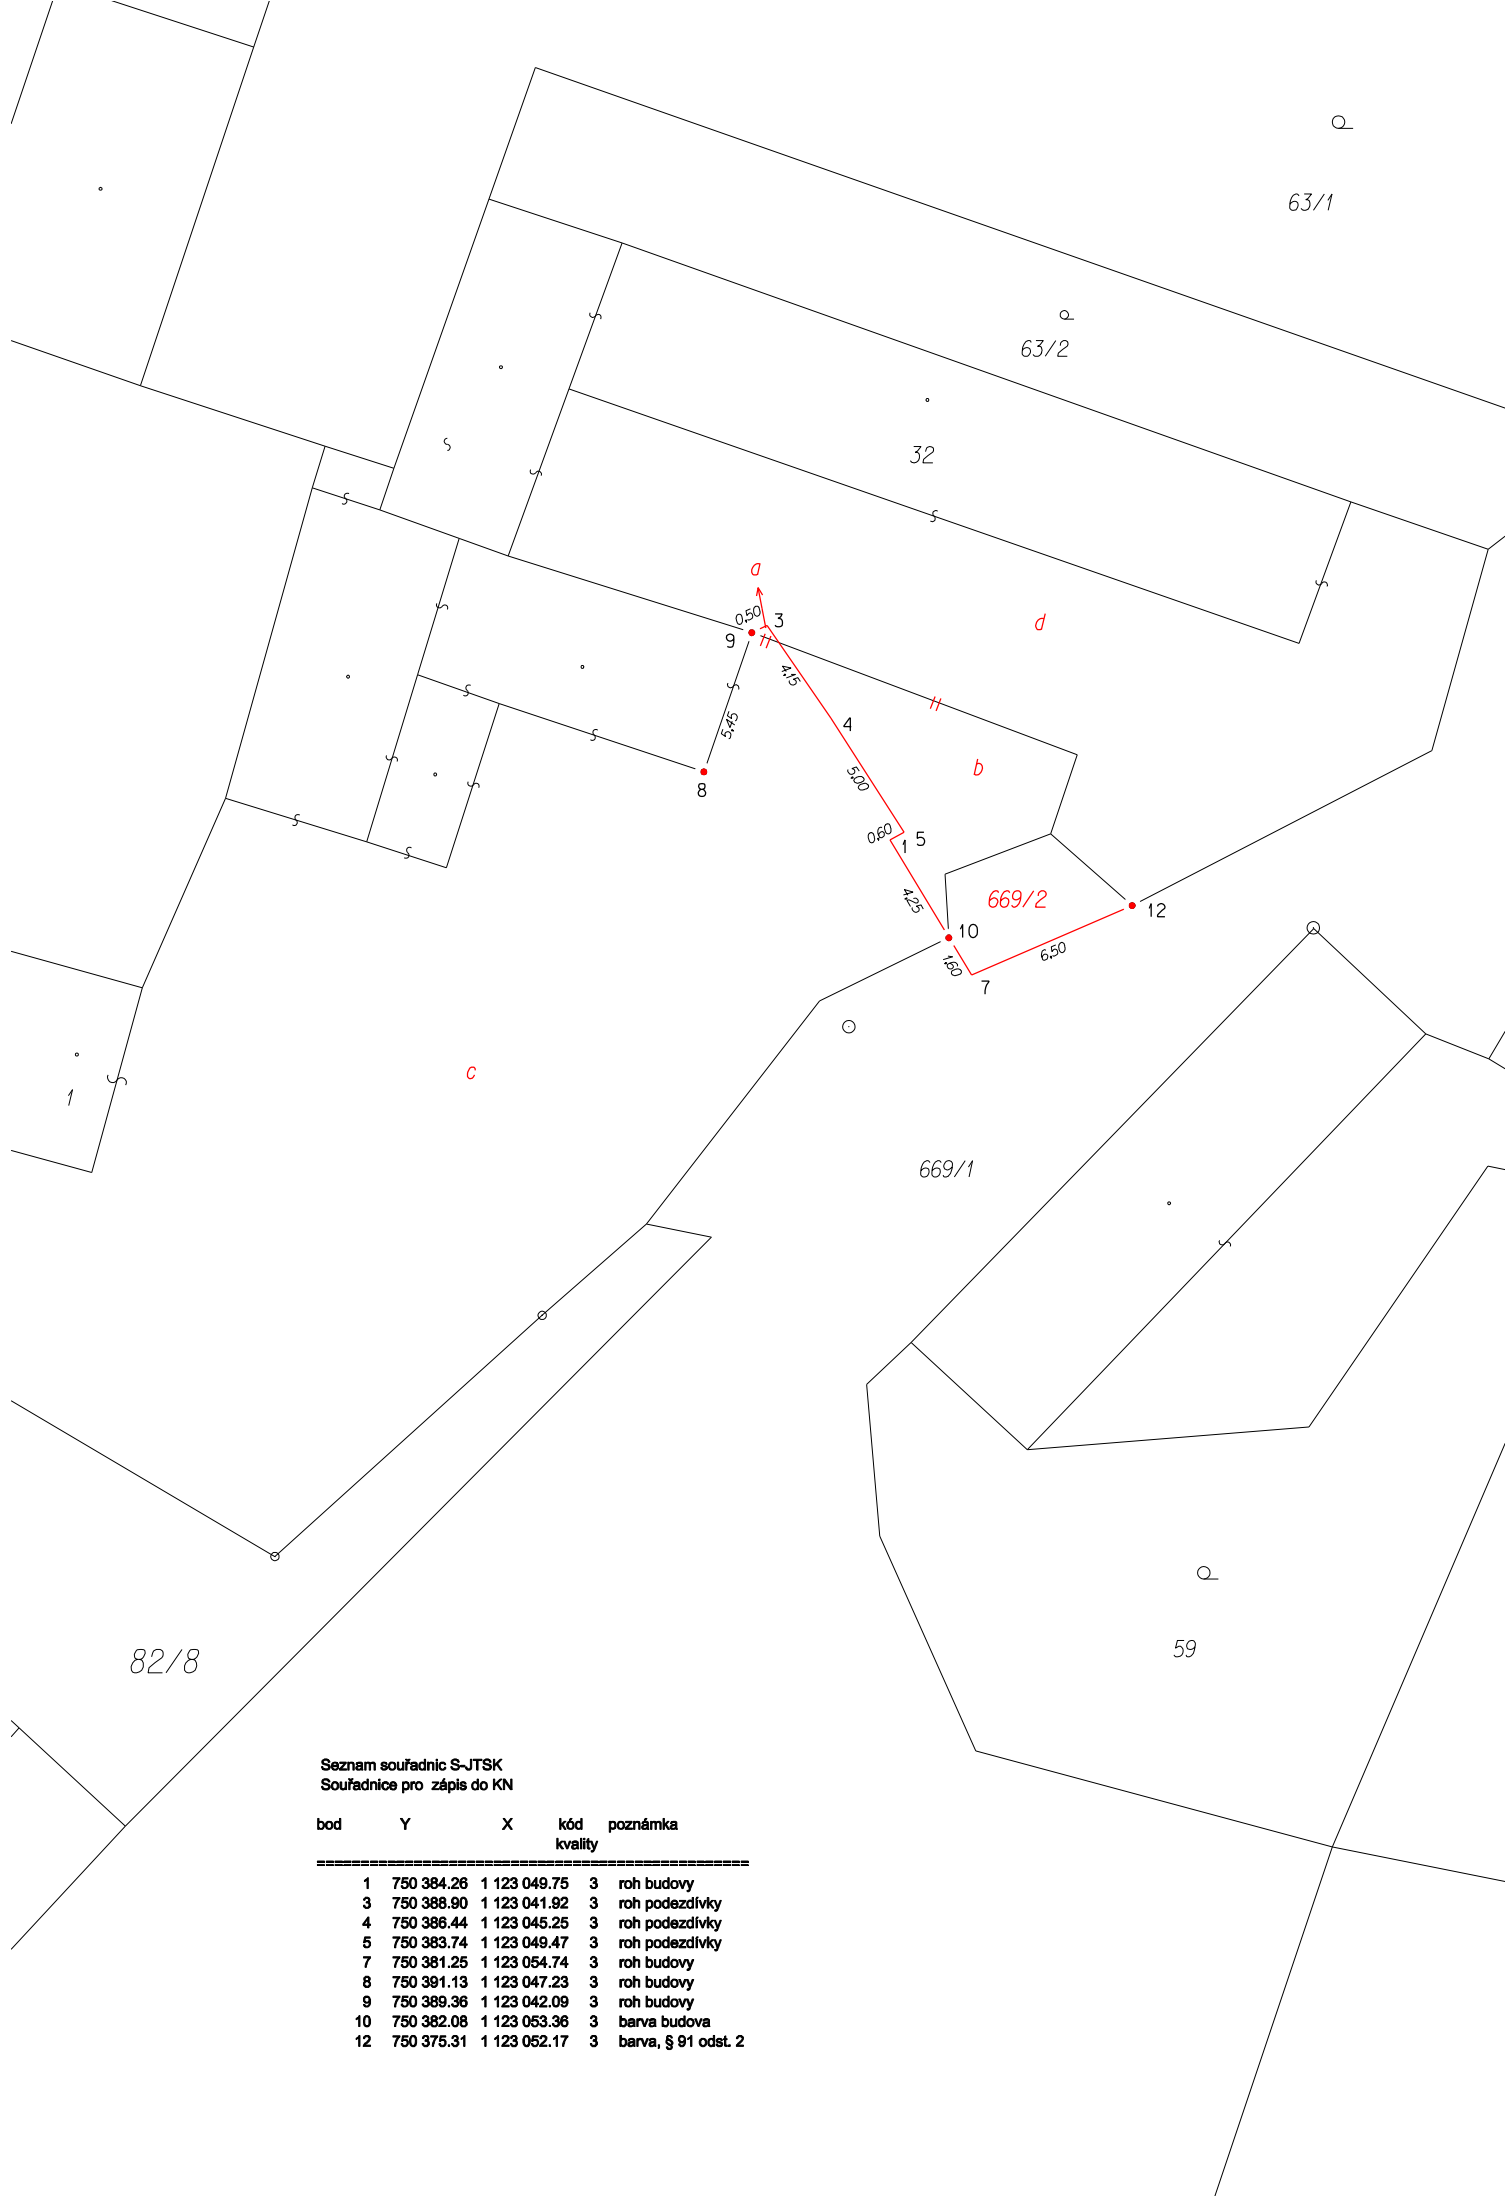 63/1
63/2
32
a
0.50
3
d
9
4.15
5.45
4
b
5.00
8
0.60
1
5
4.25
669/2
12
10
1.60
6.50
7
c
1
669/1
82/8
59
Seznam souřadnic S-JTSK
Souřadnice pro zápis do KN
bod Y X kód poznámka
kvality
=================================================
1 750 384.26 1 123 049.75 3 roh budovy
3 750 388.90 1 123 041.92 3 roh podezdívky
4 750 386.44 1 123 045.25 3 roh podezdívky
5 750 383.74 1 123 049.47 3 roh podezdívky
7 750 381.25 1 123 054.74 3 roh budovy
8 750 391.13 1 123 047.23 3 roh budovy
9 750 389.36 1 123 042.09 3 roh budovy
10 750 382.08 1 123 053.36 3 barva budova
12 750 375.31 1 123 052.17 3 barva, § 91 odst. 2